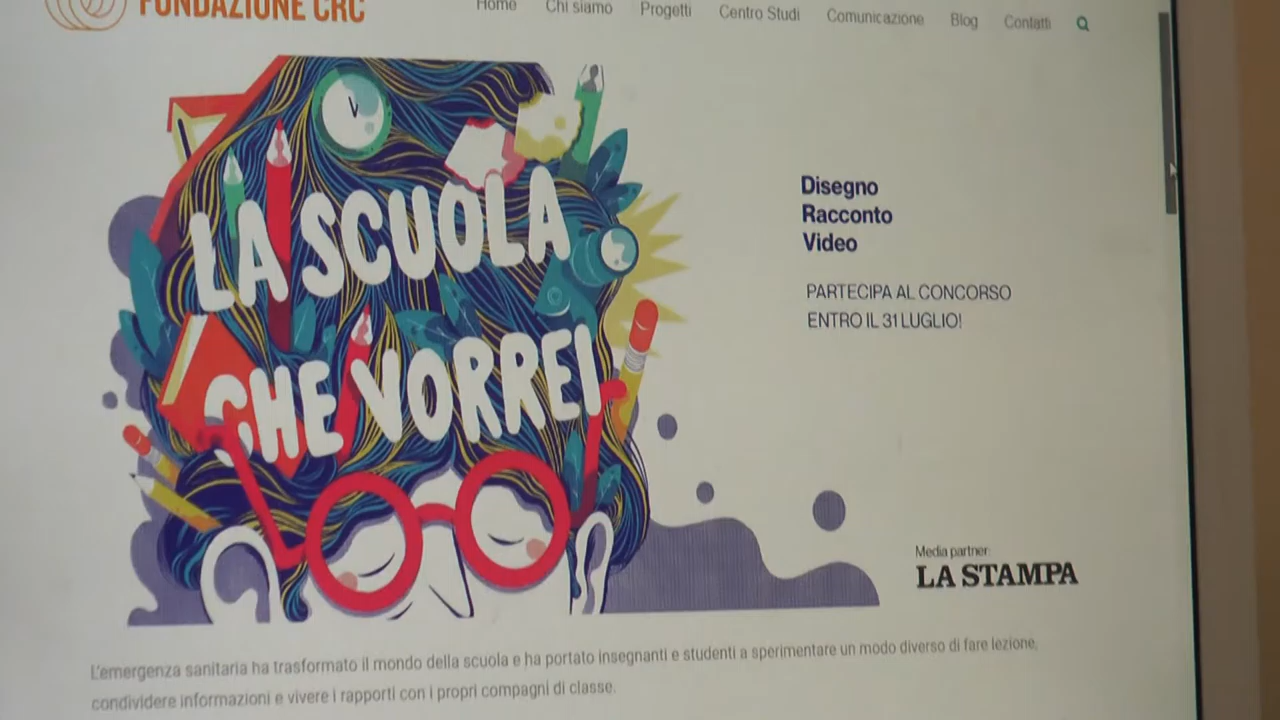 FONDAZIONE CRC
Home Chi siamo Progetti Centro Studi Comunicazione Blog Contatti
LA SCUOLA
CHE VORREI
Disegno
Racconto
Video
PARTECIPA AL CONCORSO
ENTRO IL 31 LUGLIO!
Media partner:
LA STAMPA
L'emergenza sanitaria ha trasformato il mondo della scuola e ha portato insegnanti e studenti a sperimentare un modo diverso di fare lezione,
condividere informazioni e vivere i rapporti con i propri compagni di classe.